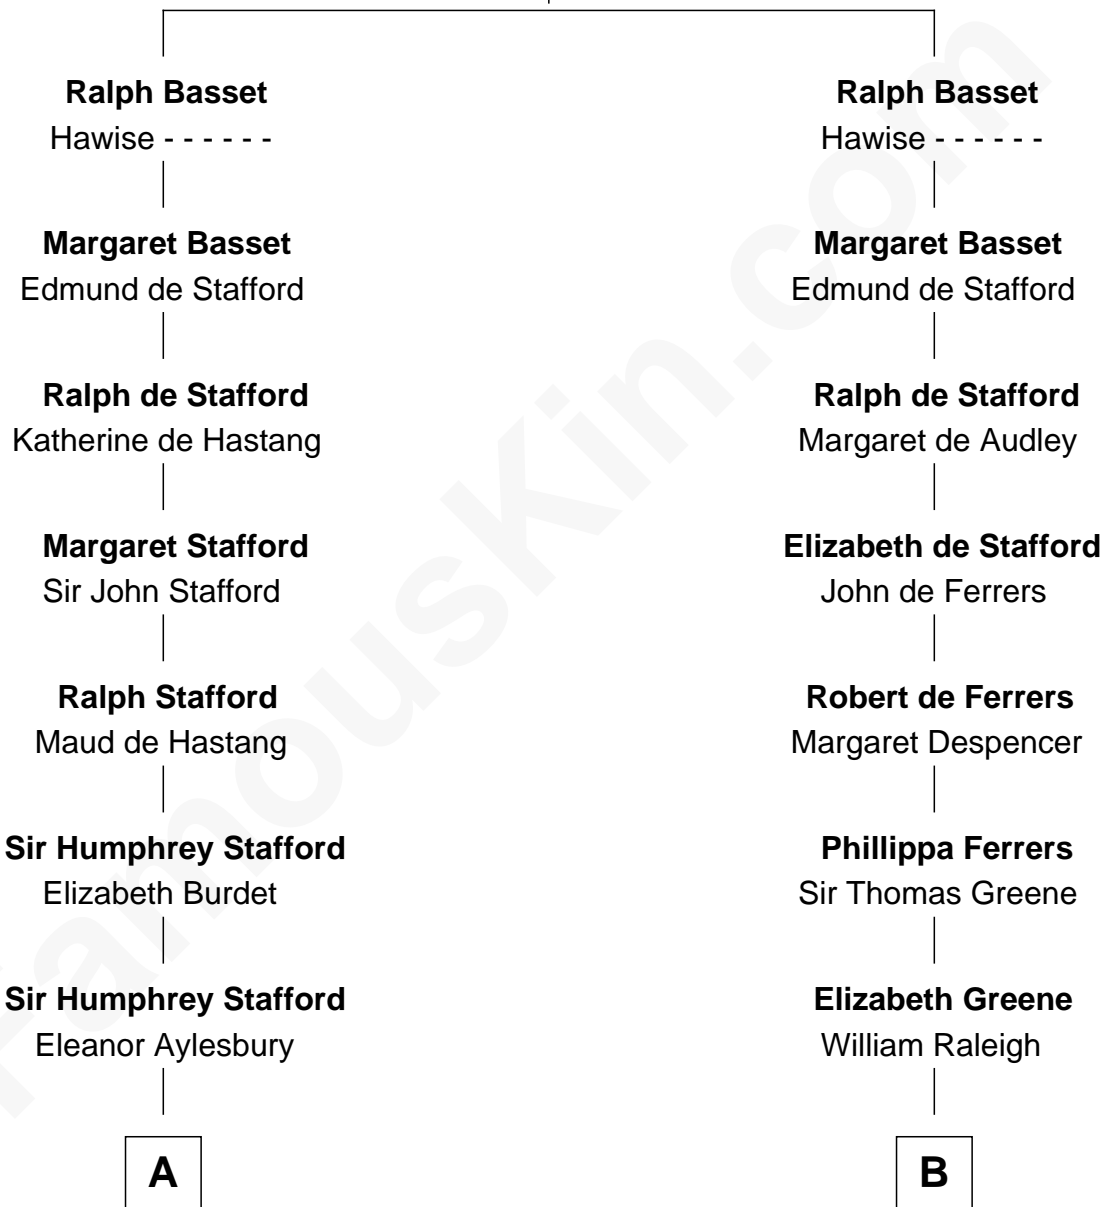 Ralph Basset
Hawise - - - - - -
Margaret Basset
Edmund de Stafford
Ralph de Stafford
Katherine de Hastang
Margaret Stafford
Sir John Stafford
Ralph Stafford
Maud de Hastang
Sir Humphrey Stafford
Elizabeth Burdet
Sir Humphrey Stafford
Eleanor Aylesbury
A
Ralph Basset
Hawise - - - - - -
Margaret Basset
Edmund de Stafford
Ralph de Stafford
Margaret de Audley
Elizabeth de Stafford
John de Ferrers
Robert de Ferrers
Margaret Despencer
Phillippa Ferrers
Sir Thomas Greene
Elizabeth Greene
William Raleigh
B
FamousKin.com